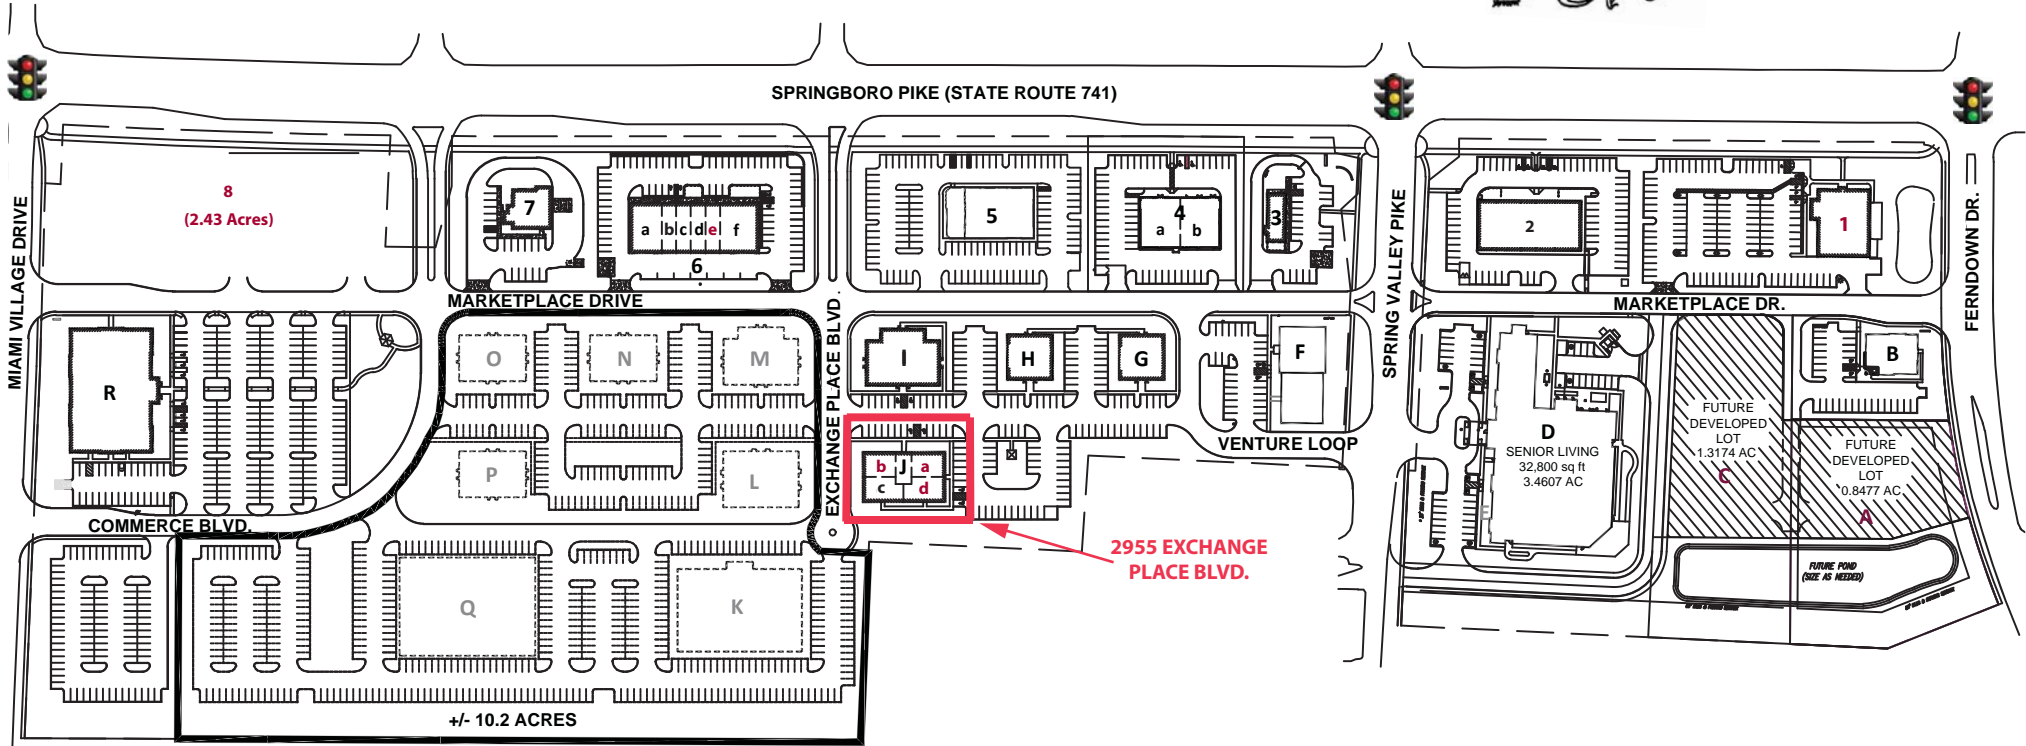 SPRINGBORO PIKE (STATE ROUTE 741)
MIAMI VILLAGE DRIVE
8
(2.43 Acres)
7
a b c d e f
6
5
4
a b
3
SPRING VALLEY PIKE
2
1
FERNDOWN DR.
MARKETPLACE DRIVE
MARKETPLACE DR.
EXCHANGE PLACE BLVD.
R
O
N
M
I
H
G
F
B
P
L
b J a
c d
VENTURE LOOP
D
SENIOR LIVING
32,800 sq ft
3.4607 AC
FUTURE
DEVELOPED
LOT
1.3174 AC
C
FUTURE
DEVELOPED
LOT
0.8477 AC
A
COMMERCE BLVD.
2955 EXCHANGE
PLACE BLVD.
FUTURE POND
(SIZE AS NEEDED)
Q
K
+/- 10.2 ACRES